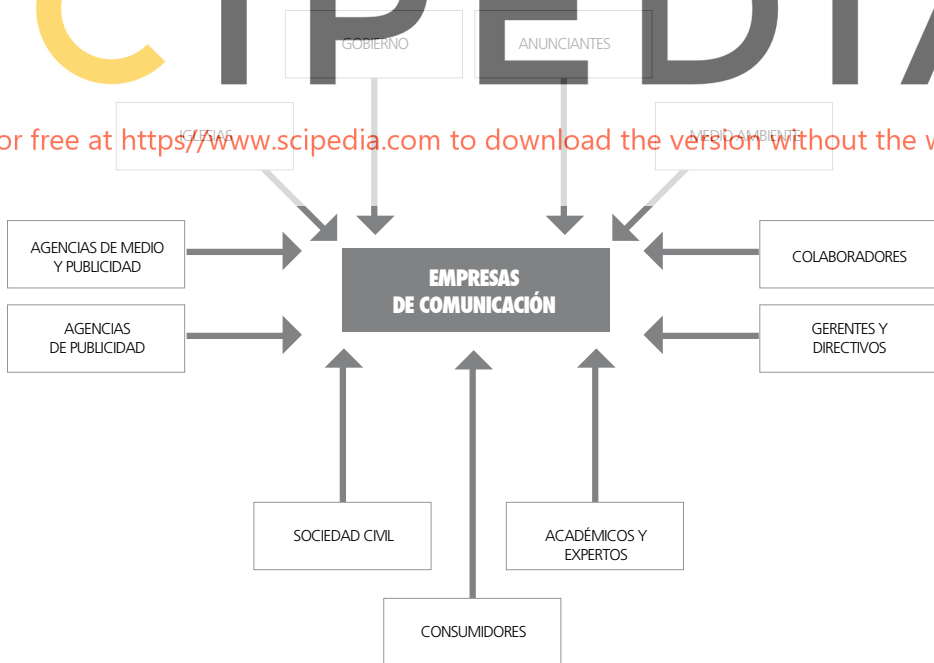 CIPEDIA
GOBIERNO
ANUNCIANTES
IGLESIAS
MEDIO AMBIENTE
or free at https//www.scipedia.com to download the version without the w
AGENCIAS DE MEDIO
Y PUBLICIDAD
COLABORADORES
EMPRESAS
DE COMUNICACIÓN
AGENCIAS
DE PUBLICIDAD
GERENTES Y
DIRECTIVOS
SOCIEDAD CIVIL
ACADÉMICOS Y
EXPERTOS
CONSUMIDORES